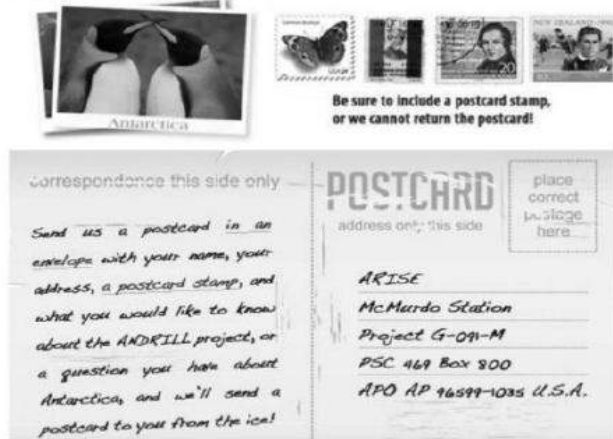 Antarctica
USA 24
20
NEW ZEALAND
Be sure to include a postcard stamp,
or we cannot return the postcard!
correspondence this side only
Send us a postcard in an
envelope with your name, your
address, a postcard stamp, and
what you would like to know
about the ANDRILL project, or
a question you have about
Antarctica, and we'll send a
postcard to you from the ice!
POSTCARD
address only this side
place
correct
postage
here
ARISE
McMurdo Station
Project G-091-M
PSC 469 Box 800
APO AP 96599-1035 U.S.A.